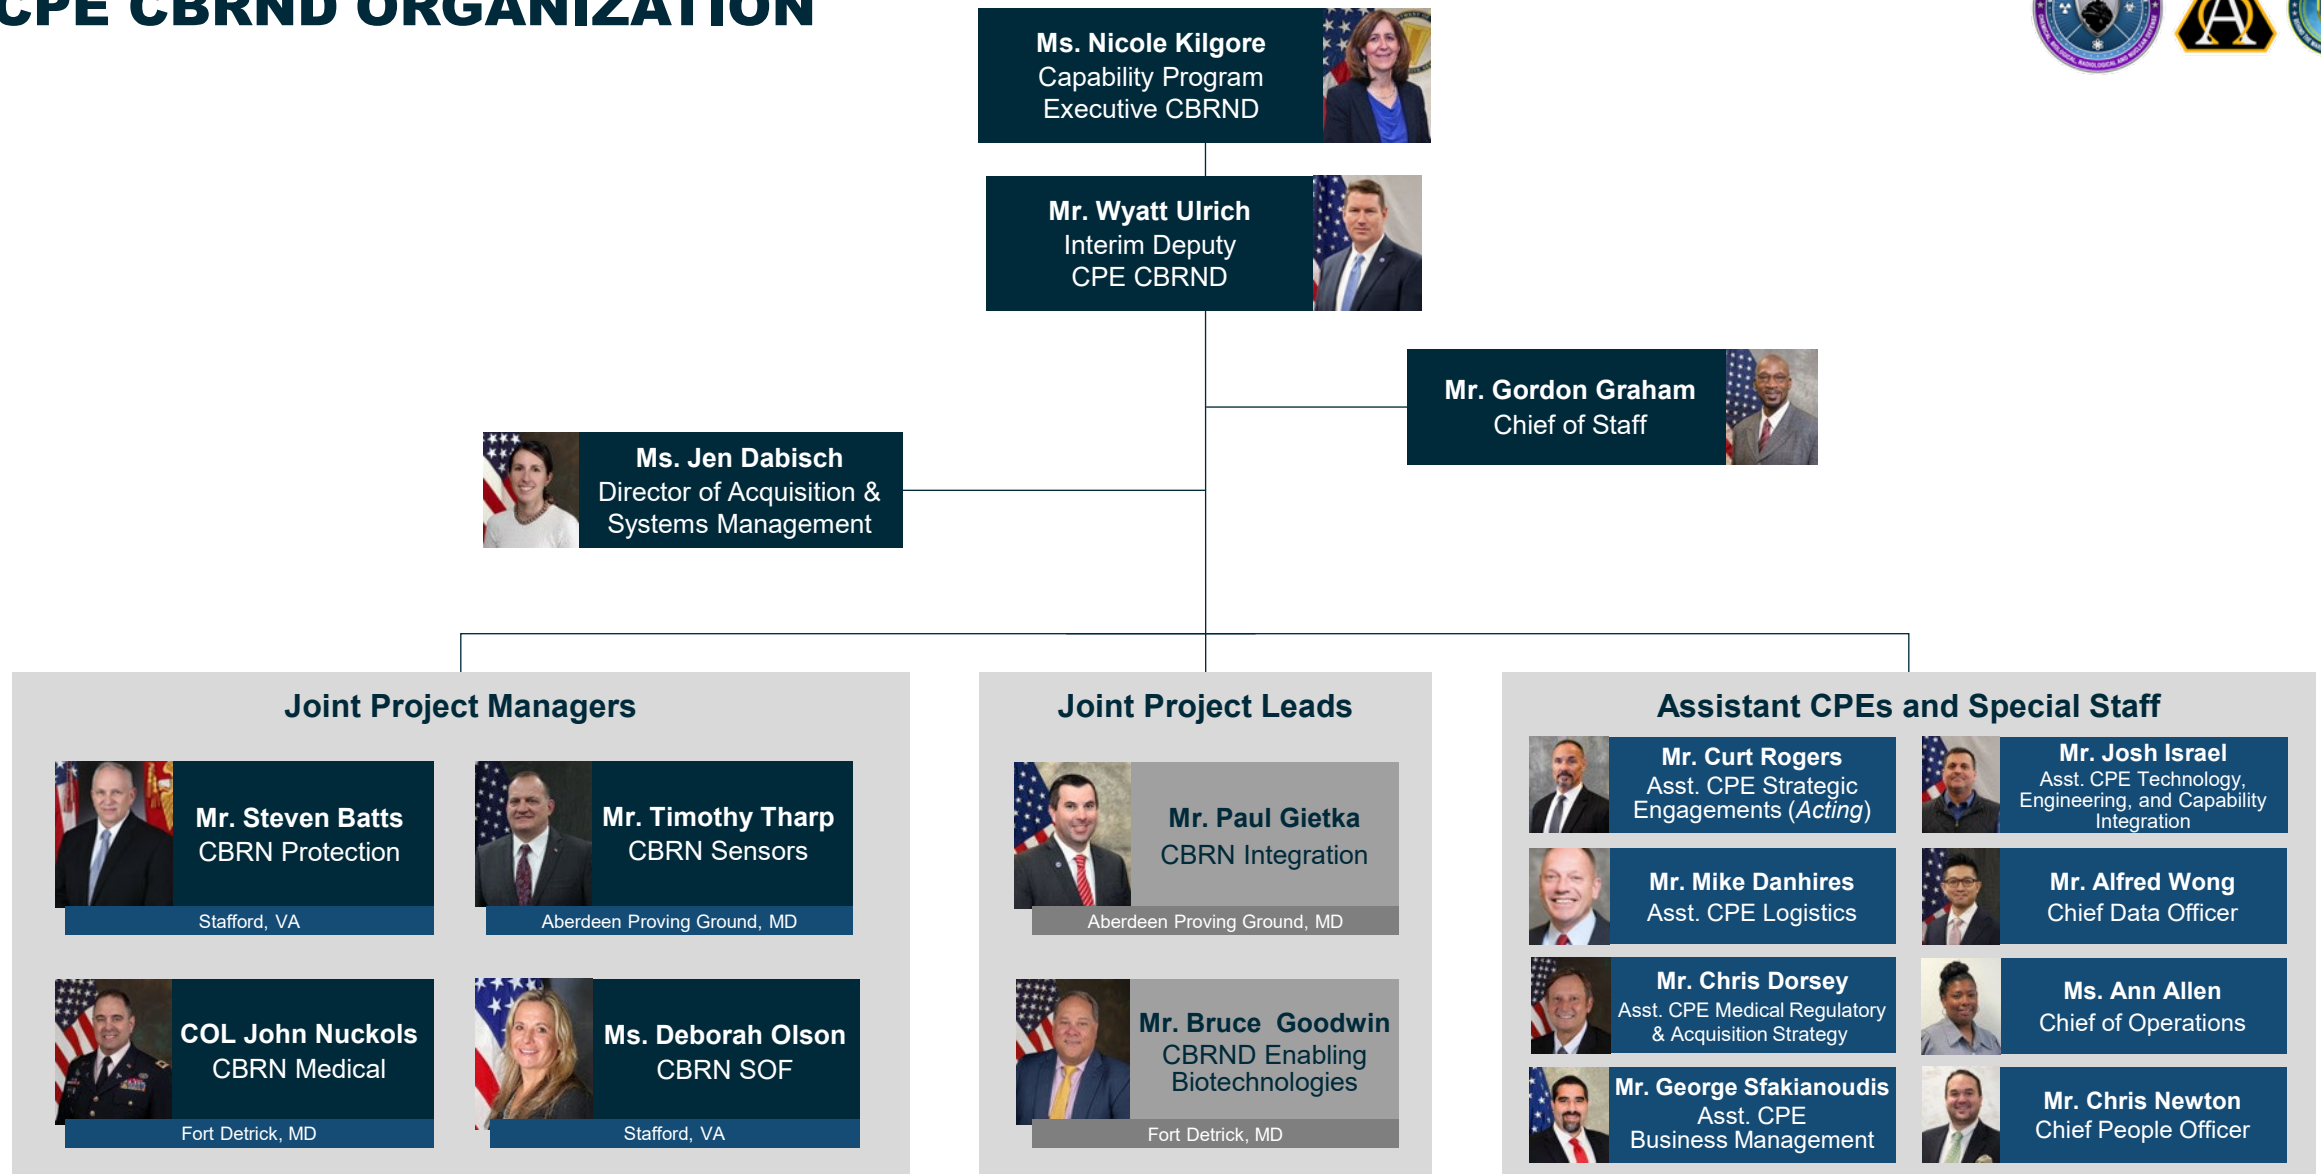 CPE CBRND ORGANIZATION
Ms. Nicole Kilgore
Capability Program
Executive CBRND
Mr. Wyatt Ulrich
Interim Deputy
CPE CBRND
Mr. Gordon Graham
Chief of Staff
Ms. Jen Dabisch
Director of Acquisition &
Systems Management
Joint Project Managers
Mr. Steven Batts
CBRN Protection
Stafford, VA
Mr. Timothy Tharp
CBRN Sensors
Aberdeen Proving Ground, MD
COL John Nuckols
CBRN Medical
Fort Detrick, MD
Ms. Deborah Olson
CBRN SOF
Stafford, VA
Joint Project Leads
Mr. Paul Gietka
CBRN Integration
Aberdeen Proving Ground, MD
Mr. Bruce  Goodwin
CBRND Enabling
Biotechnologies
Fort Detrick, MD
Assistant CPEs and Special Staff
Mr. Curt Rogers
Asst. CPE Strategic
Engagements (Acting)
Mr. Josh Israel
Asst. CPE Technology,
Engineering, and Capability
Integration
Mr. Mike Danhires
Asst. CPE Logistics
Mr. Alfred Wong
Chief Data Officer
Mr. Chris Dorsey
Asst. CPE Medical Regulatory
& Acquisition Strategy
Ms. Ann Allen
Chief of Operations
Mr. George Sfakianoudis
Asst. CPE
Business Management
Mr. Chris Newton
Chief People Officer